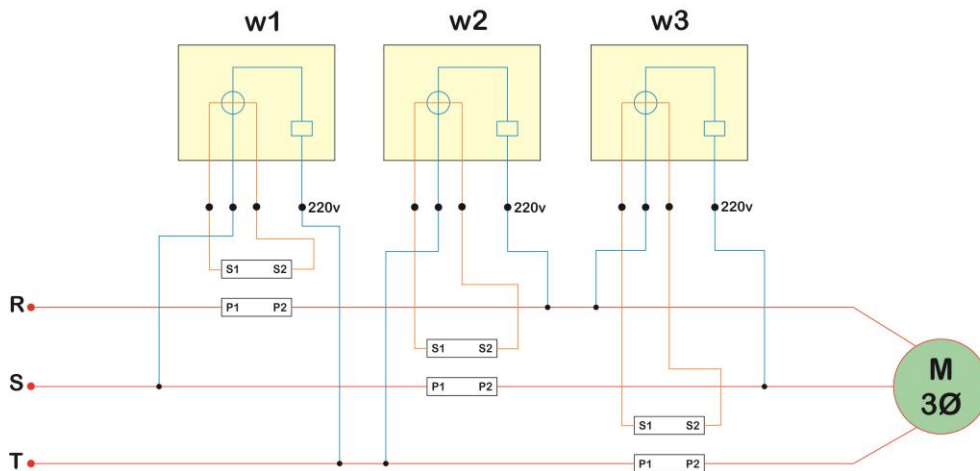 w1 w2 w3
220v 220v 220v
S1 S2
R P1 P2
S1 S2
S P1 P2
M
3Ø
S1 S2
T P1 P2